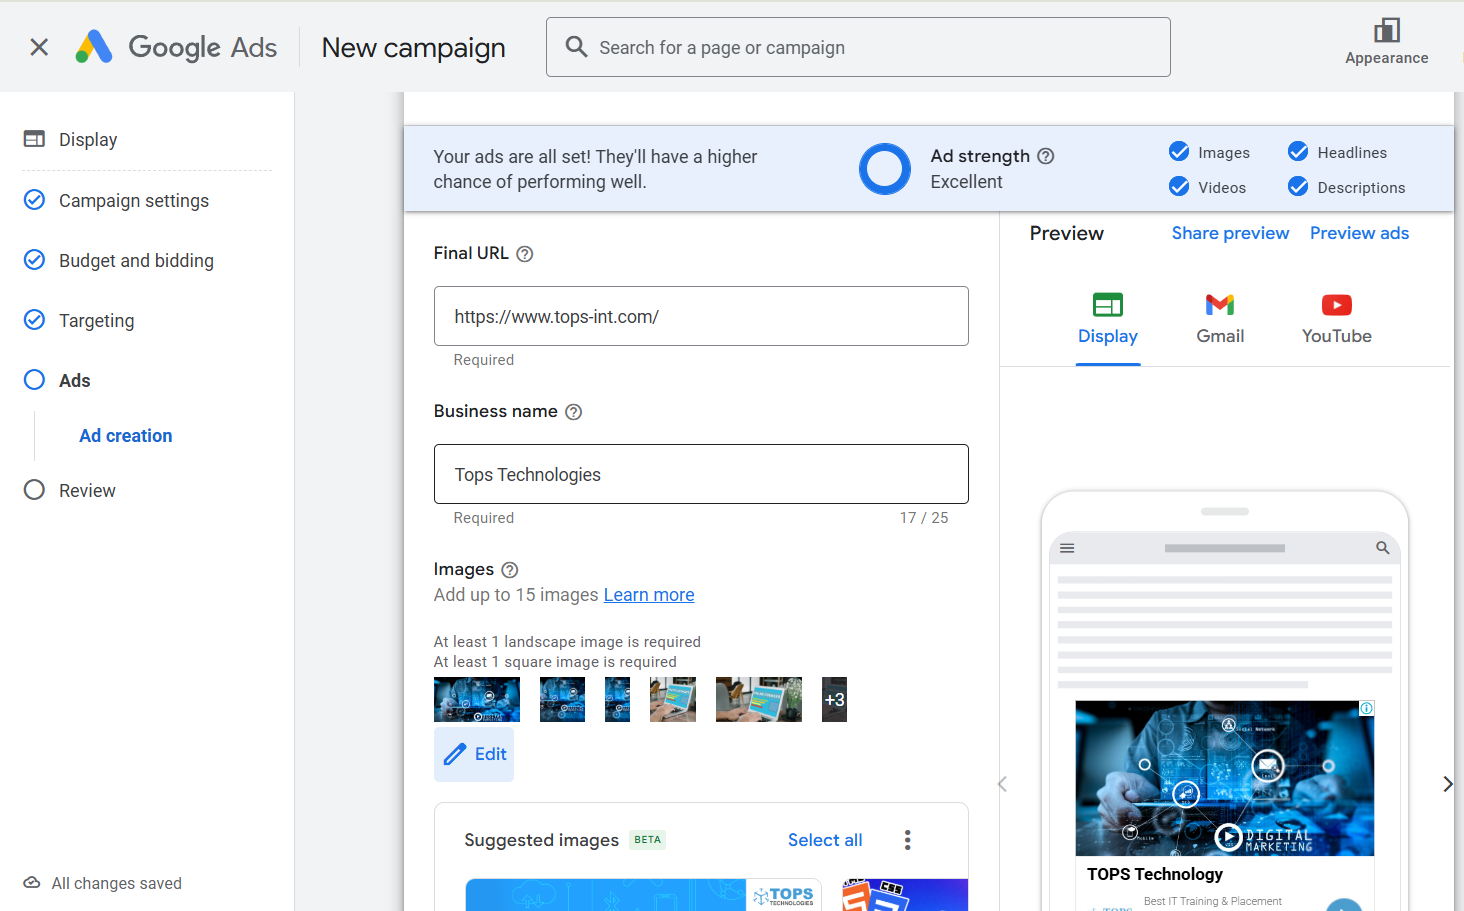 Google Ads
New campaign
Search for a page or campaign
Appearance
Display
Campaign settings
Budget and bidding
Targeting
Ads
Ad creation
Review
All changes saved
Your ads are all set! They'll have a higher
chance of performing well.
Ad strength
Excellent
Images
Headlines
Videos
Descriptions
Final URL
https://www.tops-int.com/
Required
Business name
Tops Technologies
Required
17 / 25
Images
Add up to 15 images Learn more
At least 1 landscape image is required
At least 1 square image is required
+3
Edit
Suggested images BETA
Select all
TOPS
TECHNOLOGIES
CSS
Preview
Share preview
Preview ads
Display
Gmail
YouTube
Social Network
DIGITAL
MARKETING
TOPS Technology
Best IT Training & Placement
TOPS